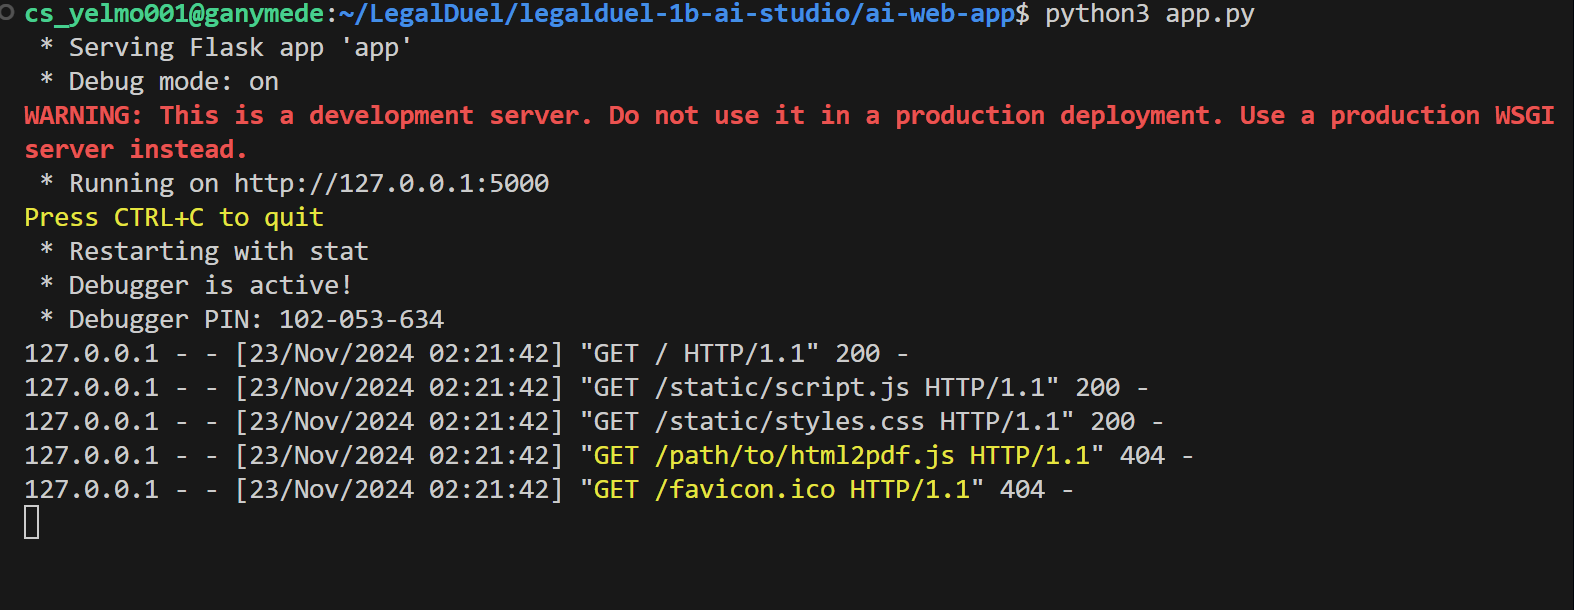 cs_yelmo001@ganymede:~/LegalDuel/legalduel-1b-ai-studio/ai-web-app$ python3 app.py
 * Serving Flask app 'app'
 * Debug mode: on
WARNING: This is a development server. Do not use it in a production deployment. Use a production WSGI
server instead.
 * Running on http://127.0.0.1:5000
Press CTRL+C to quit
 * Restarting with stat
 * Debugger is active!
 * Debugger PIN: 102-053-634
127.0.0.1 - - [23/Nov/2024 02:21:42] "GET / HTTP/1.1" 200 -
127.0.0.1 - - [23/Nov/2024 02:21:42] "GET /static/script.js HTTP/1.1" 200 -
127.0.0.1 - - [23/Nov/2024 02:21:42] "GET /static/styles.css HTTP/1.1" 200 -
127.0.0.1 - - [23/Nov/2024 02:21:42] "GET /path/to/html2pdf.js HTTP/1.1" 404 -
127.0.0.1 - - [23/Nov/2024 02:21:42] "GET /favicon.ico HTTP/1.1" 404 -